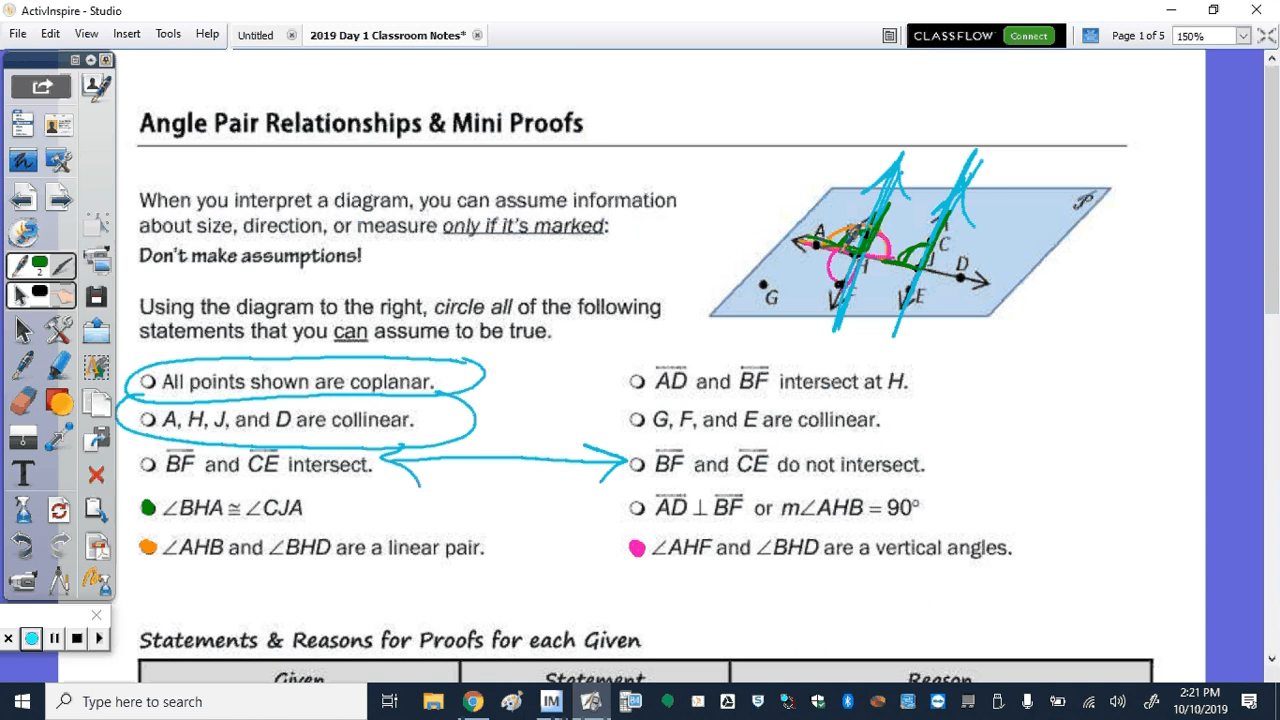 ActivInspire - Studio
File Edit View Insert Tools Help
Untitled
2019 Day 1 Classroom Notes*
CLASSFLOW Connect
Page 1 of 5
150%
Angle Pair Relationships & Mini Proofs
When you interpret a diagram, you can assume information
about size, direction, or measure only if it's marked:
Don't make assumptions!
Using the diagram to the right, circle all of the following
statements that you can assume to be true.
P
A
C
H
J
D
G
E
All points shown are coplanar.
A, H, J, and D are collinear.
BF and CE intersect.
∠BHA ≅ ∠CJA
∠AHB and ∠BHD are a linear pair.
AD and BF intersect at H.
G, F, and E are collinear.
BF and CE do not intersect.
AD ⊥ BF or m∠AHB = 90°
∠AHF and ∠BHD are a vertical angles.
Statements & Reasons for Proofs for each Given
Given Statement Reason
2
T
Type here to search
IM
2:21 PM
10/10/2019